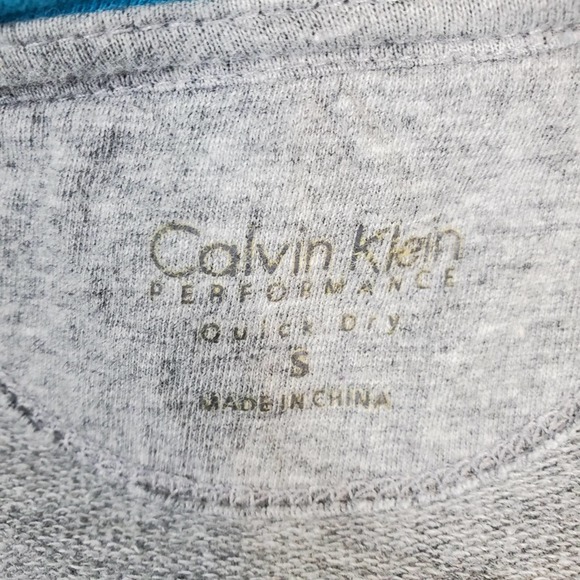 Calvin Klein
PERFORMANCE
Quick Dry
S
MADE IN CHINA